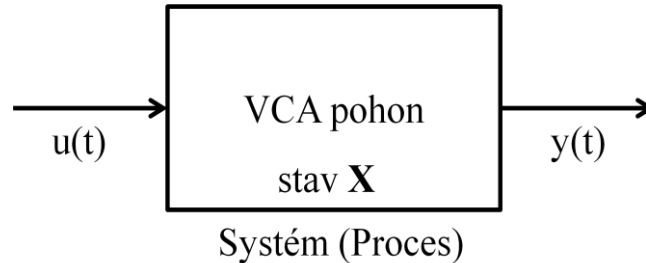 VCA pohon
u(t)
y(t)
stav X
Systém (Proces)